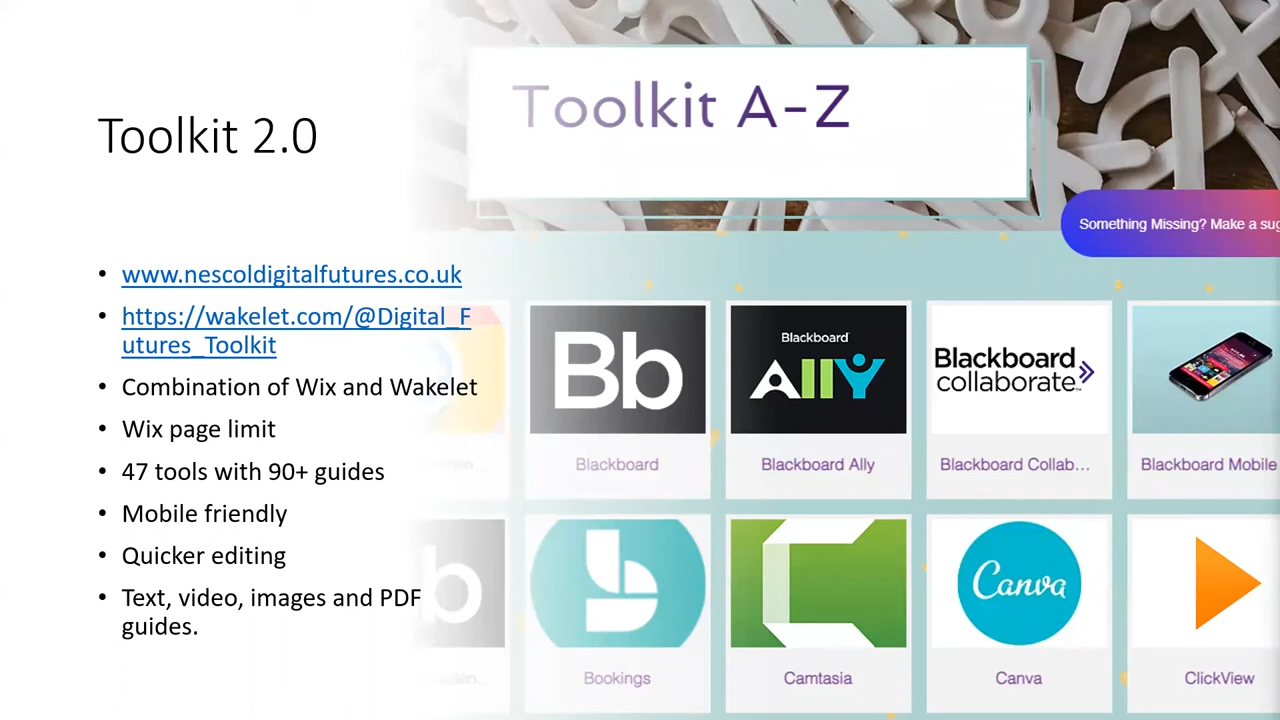 Toolkit 2.0
• www.nescoldigitalfutures.co.uk
• https://wakelet.com/@Digital_F
utures_Toolkit
• Combination of Wix and Wakelet
• Wix page limit
• 47 tools with 90+ guides
• Mobile friendly
• Quicker editing
• Text, video, images and PDF
guides.
Toolkit A-Z
Something Missing? Make a sug
Bb
Blackboard
Blackboard
Ally
Blackboard Ally
Blackboard
collaborate
Blackboard Collab...
Blackboard Mobile
b
Bookings
Camtasia
Canva
Canva
ClickView